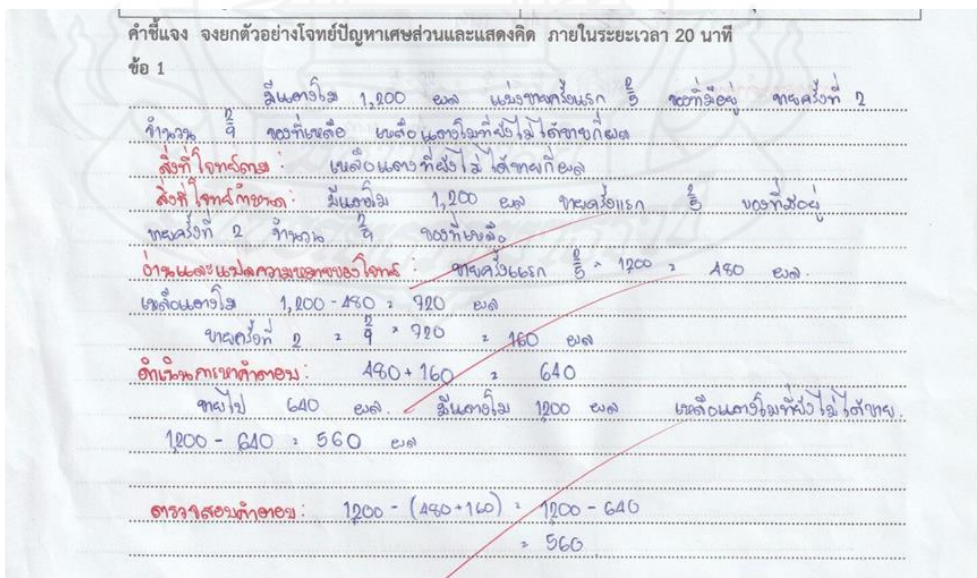 คำชี้แจง จงยกตัวอย่างโจทย์ปัญหาเศษส่วนและแสดงคิด ภายในระยะเวลา 20 นาที
ข้อ 1
มีแตงโม 1,200 ผล แบ่งขายครั้งแรก 2/5 ของที่มีอยู่ ขายครั้งที่ 2
จำนวน 2/9 ของที่เหลือ เหลือแตงโมที่ยังไม่ได้ขายกี่ผล
สิ่งที่โจทย์ถาม : เหลือแตงที่ยังไม่ได้ขายกี่ผล
สิ่งที่โจทย์กำหนด : มีแตงโม 1,200 ผล ขายครั้งแรก 2/5 ของที่มีอยู่
ขายครั้งที่ 2 จำนวน 2/9 ของที่เหลือ
อ่านและแปลความหมายของโจทย์ : ขายครั้งแรก 2/5 × 1200 = 480 ผล.
เหลือแตงโม 1,200 - 480 = 720 ผล
ขายครั้งที่ 2 = 2/9 × 720 = 160 ผล
ดำเนินการหาคำตอบ : 480 + 160 = 640
ขายไป 640 ผล. มีแตงโม 1200 ผล เหลือแตงโมที่ยังไม่ได้ขาย.
1,200 - 640 = 560 ผล
ตรวจสอบคำตอบ : 1,200 - (480+160) = 1,200 - 640
= 560